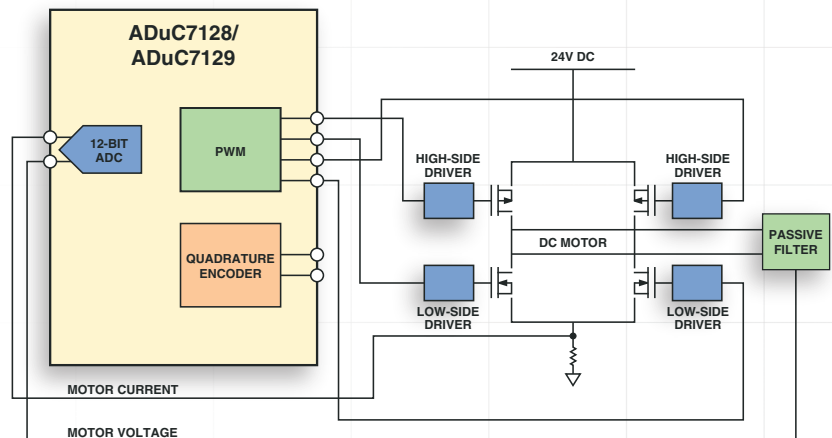 ADuC7128/
ADuC7129
24V DC
12-BIT
ADC
PWM
HIGH-SIDE
DRIVER
HIGH-SIDE
DRIVER
QUADRATURE
ENCODER
DC MOTOR
PASSIVE
FILTER
LOW-SIDE
DRIVER
LOW-SIDE
DRIVER
MOTOR CURRENT
MOTOR VOLTAGE